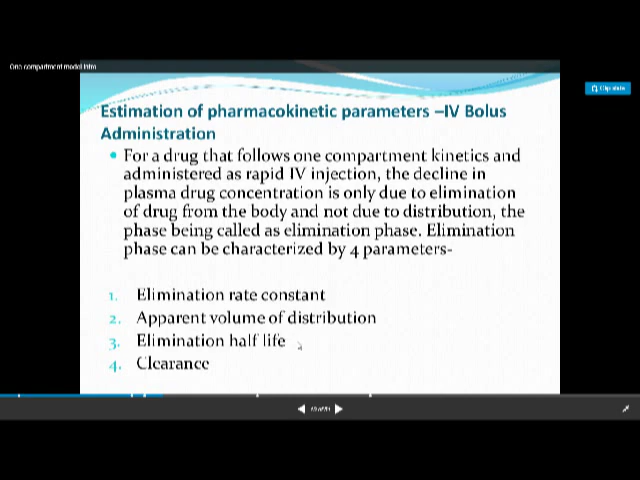 One compartment model intro
Clip slide
Estimation of pharmacokinetic parameters –IV Bolus
Administration
• For a drug that follows one compartment kinetics and
administered as rapid IV injection, the decline in
plasma drug concentration is only due to elimination
of drug from the body and not due to distribution, the
phase being called as elimination phase. Elimination
phase can be characterized by 4 parameters-
1. Elimination rate constant
2. Apparent volume of distribution
3. Elimination half life
4. Clearance